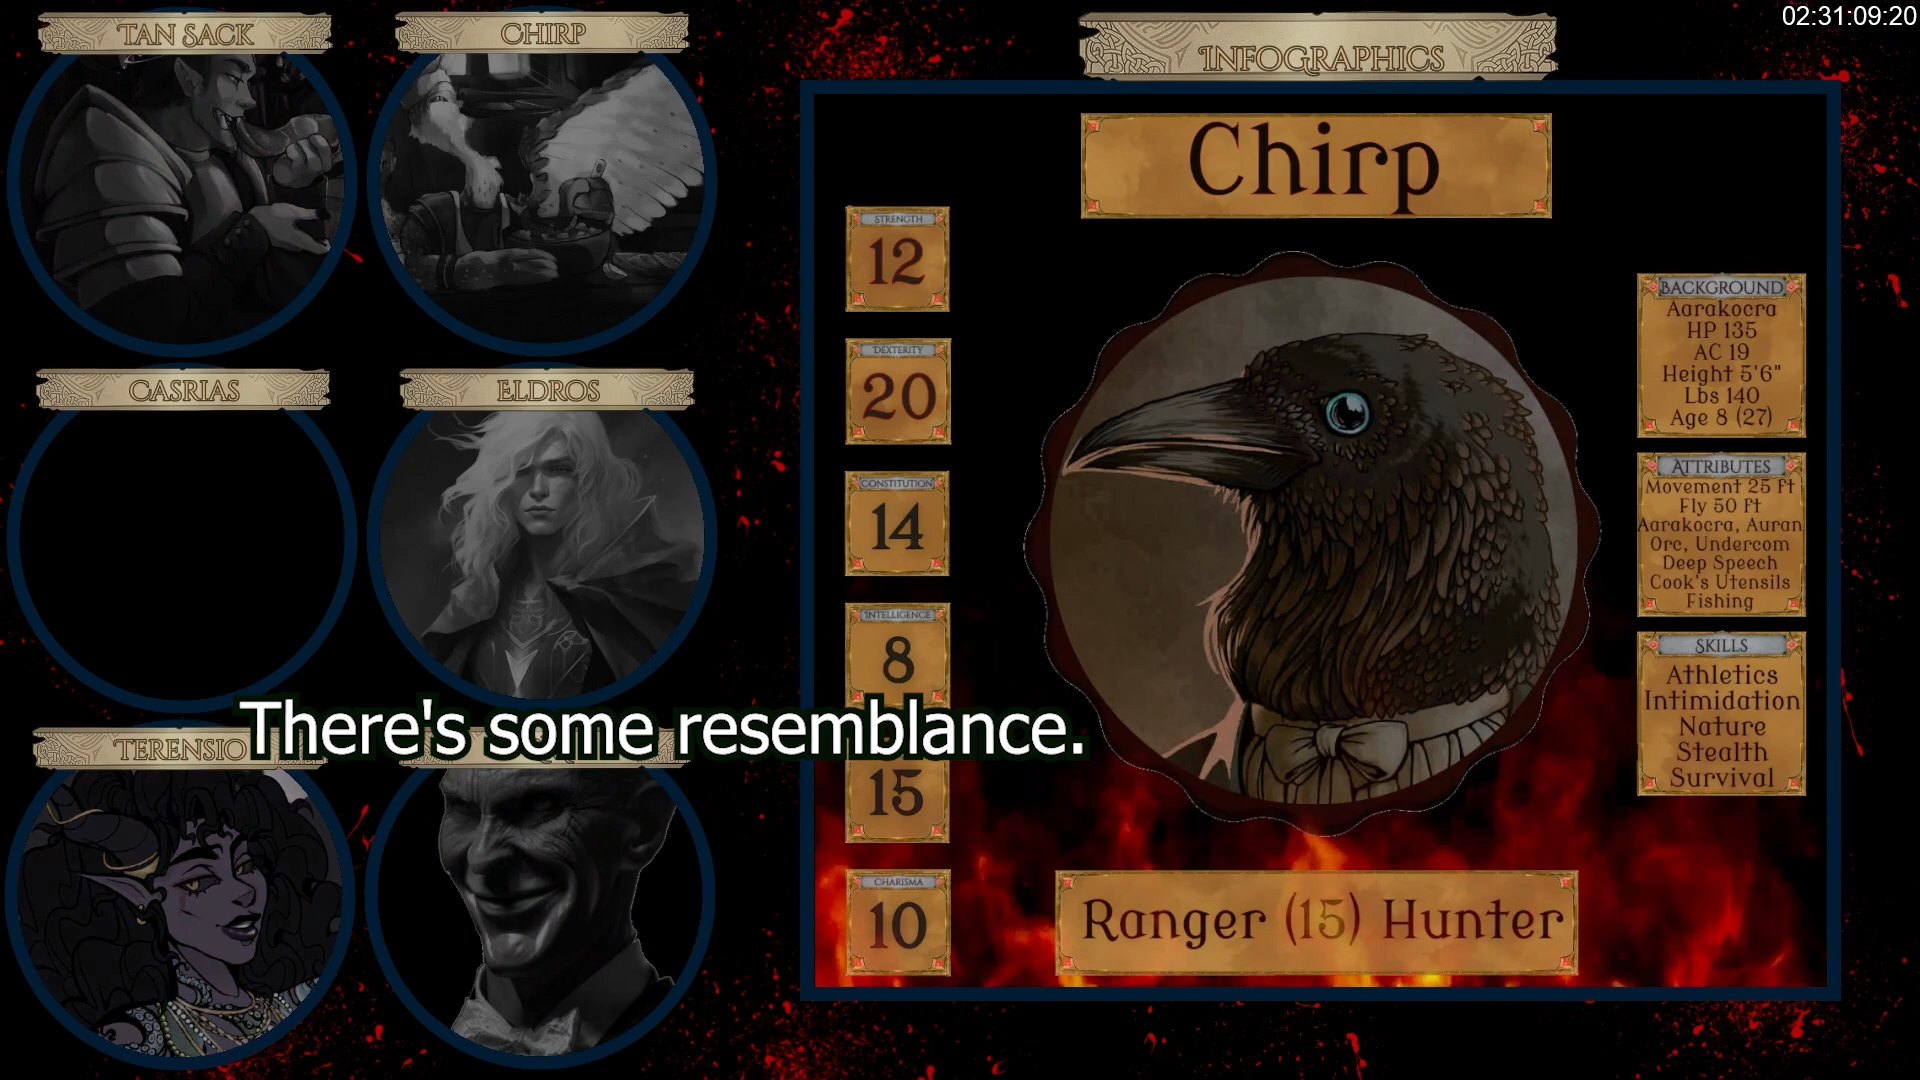 02:31:09:20
TAN SACK
CHIRP
INFOGRAPHICS
Chirp
STRENGTH
12
DEXTERITY
20
CONSTITUTION
14
INTELLIGENCE
8
15
CHARISMA
10
BACKGROUND
Aarakocra
HP 135
AC 19
Height 5'6"
Lbs 140
Age 8 (27)
ATTRIBUTES
Movement 25 ft
Fly 50 ft
Aarakocra, Auran
Orc, Undercom
Deep Speech
Cook's Utensils
Fishing
SKILLS
Athletics
Intimidation
Nature
Stealth
Survival
CASRIAS
ELDROS
TERENSIO
There's some resemblance.
Ranger (15) Hunter